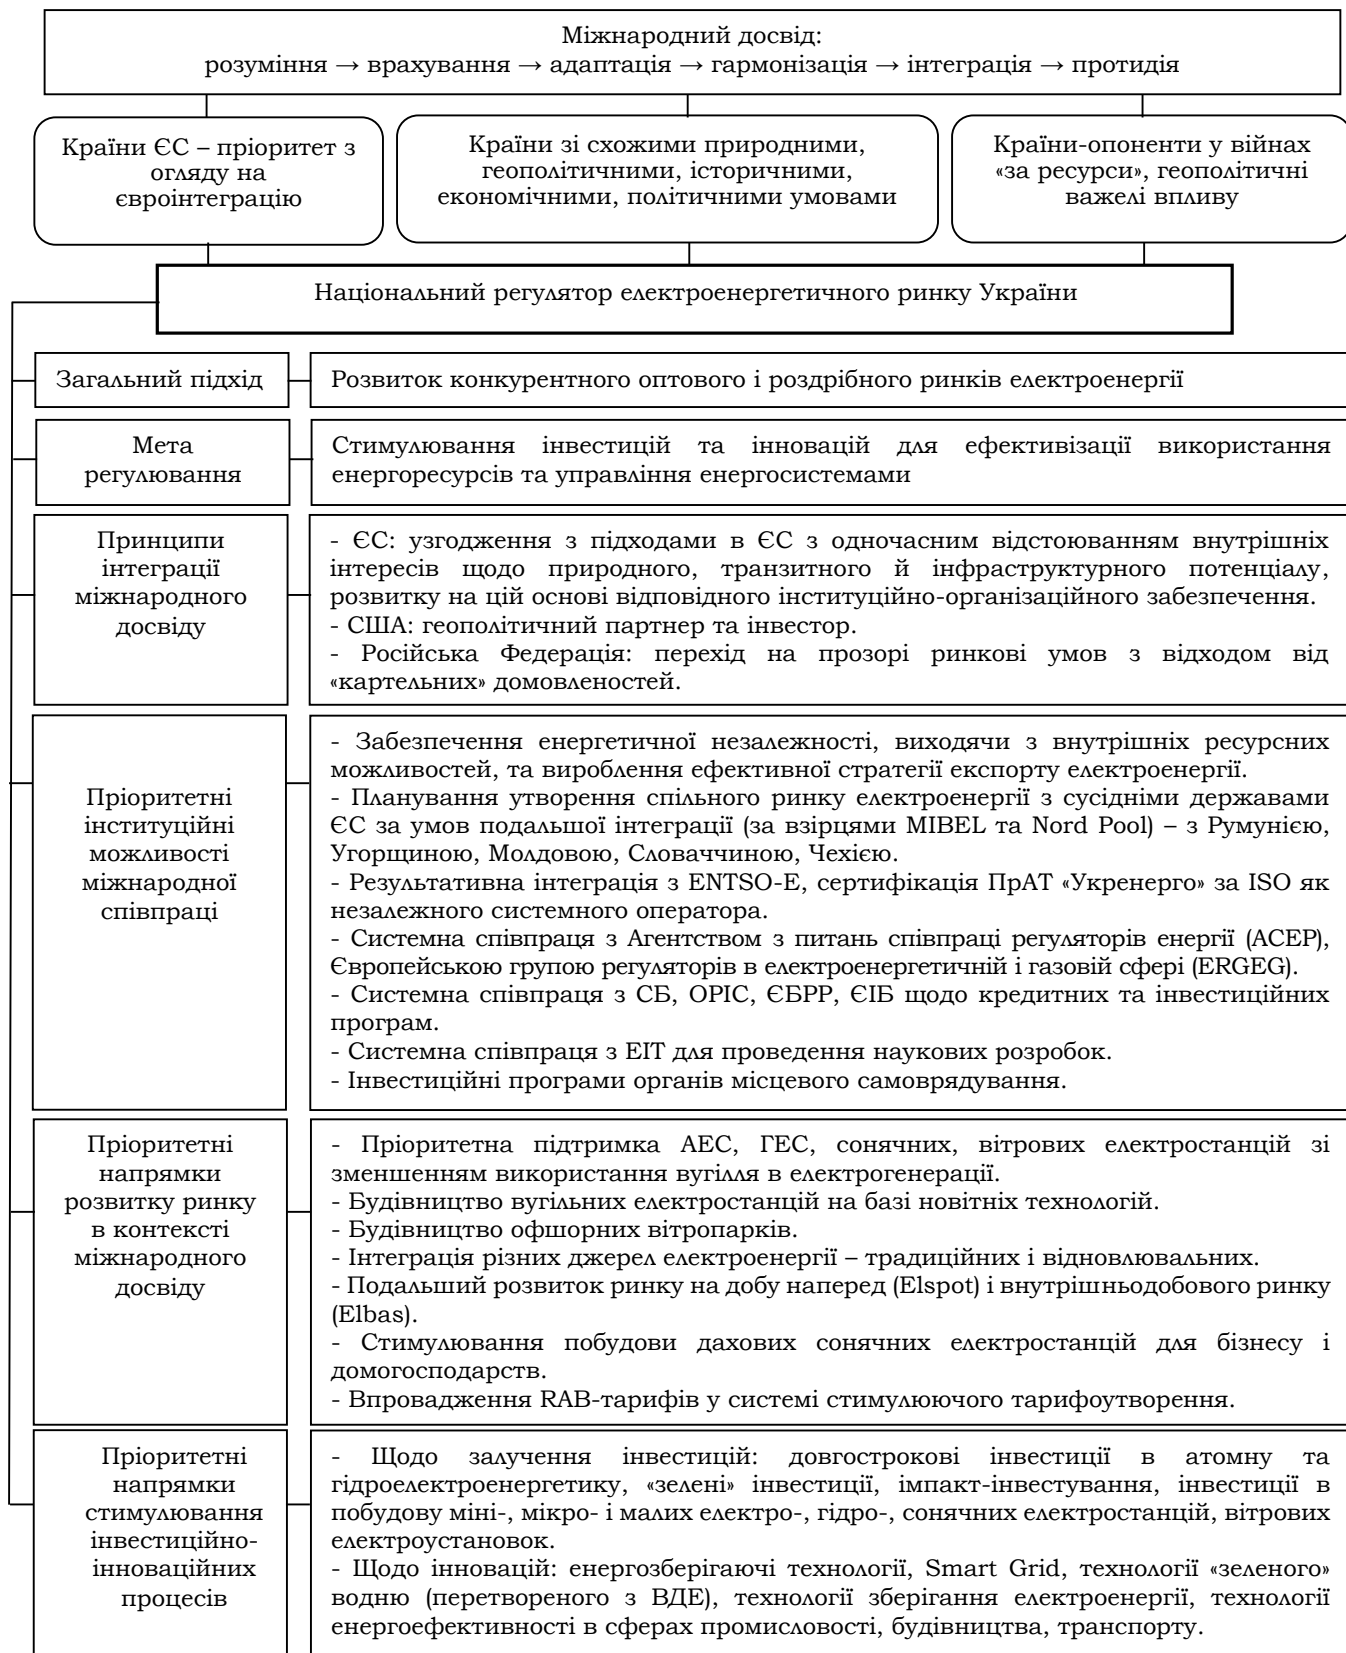 Міжнародний досвід:
розуміння → врахування → адаптація → гармонізація → інтеграція → протидія
Країни ЄС – пріоритет з
огляду на
євроінтеграцію
Країни зі схожими природними,
геополітичними, історичними,
економічними, політичними умовами
Країни-опоненти у війнах
«за ресурси», геополітичні
важелі впливу
Національний регулятор електроенергетичного ринку України
Загальний підхід
Розвиток конкурентного оптового і роздрібного ринків електроенергії
Мета
регулювання
Стимулювання інвестицій та інновацій для ефективізації використання
енергоресурсів та управління енергосистемами
Принципи
інтеграції
міжнародного
досвіду
- ЄС: узгодження з підходами в ЄС з одночасним відстоюванням внутрішніх
інтересів щодо природного, транзитного й інфраструктурного потенціалу,
розвитку на цій основі відповідного інституційно-організаційного забезпечення.
- США: геополітичний партнер та інвестор.
- Російська Федерація: перехід на прозорі ринкові умов з відходом від
«картельних» домовленостей.
Пріоритетні
інституційні
можливості
міжнародної
співпраці
- Забезпечення енергетичної незалежності, виходячи з внутрішніх ресурсних
можливостей, та вироблення ефективної стратегії експорту електроенергії.
- Планування утворення спільного ринку електроенергії з сусідніми державами
ЄС за умов подальшої інтеграції (за взірцями MIBEL та Nord Pool) – з Румунією,
Угорщиною, Молдовою, Словаччиною, Чехією.
- Результативна інтеграція з ENTSO-E, сертифікація ПрАТ «Укренерго» за ISO як
незалежного системного оператора.
- Системна співпраця з Агентством з питань співпраці регуляторів енергії (ACEP),
Європейською групою регуляторів в електроенергетичній і газовій сфері (ERGEG).
- Системна співпраця з СБ, OPIC, ЄБРР, ЄІБ щодо кредитних та інвестиційних
програм.
- Системна співпраця з EIT для проведення наукових розробок.
- Інвестиційні програми органів місцевого самоврядування.
Пріоритетні
напрямки
розвитку ринку
в контексті
міжнародного
досвіду
- Пріоритетна підтримка АЕС, ГЕС, сонячних, вітрових електростанцій зі
зменшенням використання вугілля в електрогенерації.
- Будівництво вугільних електростанцій на базі новітніх технологій.
- Будівництво офшорних вітропарків.
- Інтеграція різних джерел електроенергії – традиційних і відновлювальних.
- Подальший розвиток ринку на добу наперед (Elspot) і внутрішньодобового ринку
(Elbas).
- Стимулювання побудови дахових сонячних електростанцій для бізнесу і
домогосподарств.
- Впровадження RAB-тарифів у системі стимулюючого тарифоутворення.
Пріоритетні
напрямки
стимулювання
інвестиційно-
інноваційних
процесів
- Щодо залучення інвестицій: довгострокові інвестиції в атомну та
гідроелектроенергетику, «зелені» інвестиції, імпакт-інвестування, інвестиції в
побудову міні-, мікро- і малих електро-, гідро-, сонячних електростанцій, вітрових
електроустановок.
- Щодо інновацій: енергозберігаючі технології, Smart Grid, технології «зеленого»
водню (перетвореного з ВДЕ), технології зберігання електроенергії, технології
енергоефективності в сферах промисловості, будівництва, транспорту.